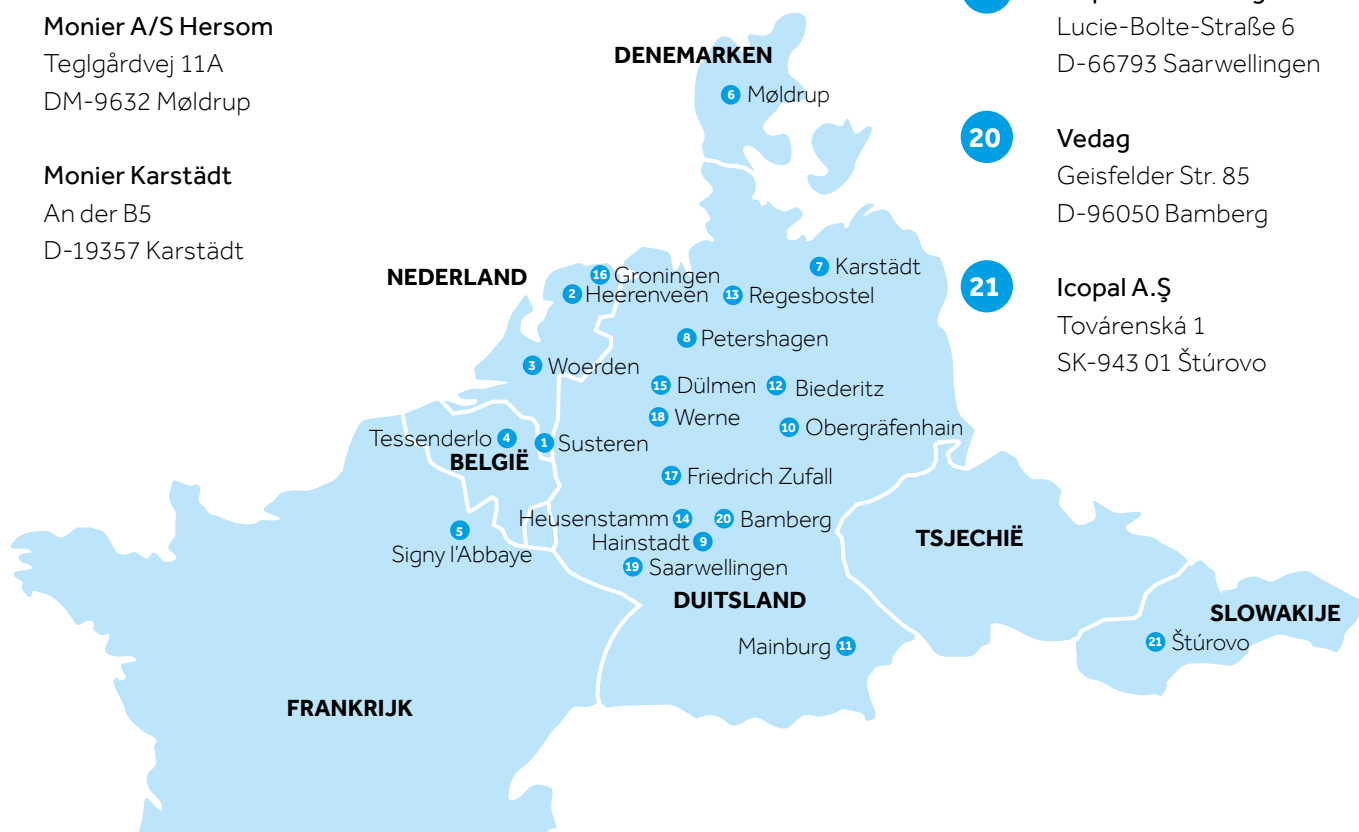 Monier A/S Hersom
Teglgårdvej 11A
DM-9632 Møldrup
Monier Karstädt
An der B5
D-19357 Karstädt
Lucie-Bolte-Straße 6
D-66793 Saarwellingen
20
Vedag
Geisfelder Str. 85
D-96050 Bamberg
21
Icopal A.Ş
Továrenská 1
SK-943 01 Štúrovo
DENEMARKEN
6 Møldrup
NEDERLAND
16 Groningen
2 Heerenveen
7 Karstädt
13 Regesbostel
8 Petershagen
3 Woerden
15 Dülmen
12 Biederitz
18 Werne
10 Obergräfenhain
Tessenderlo 4
1 Susteren
BELGIË
17 Friedrich Zufall
Heusenstamm 14
20 Bamberg
5
Signy l'Abbaye
Hainstadt 9
19 Saarwellingen
TSJECHIË
DUITSLAND
SLOWAKIJE
Mainburg 11
21 Štúrovo
FRANKRIJK